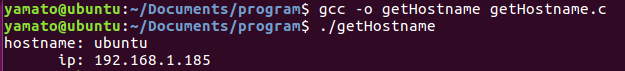 yamato@ubuntu:~/Documents/program$ gcc -o getHostname getHostname.c
yamato@ubuntu:~/Documents/program$ ./getHostname
hostname: ubuntu
      ip: 192.168.1.185